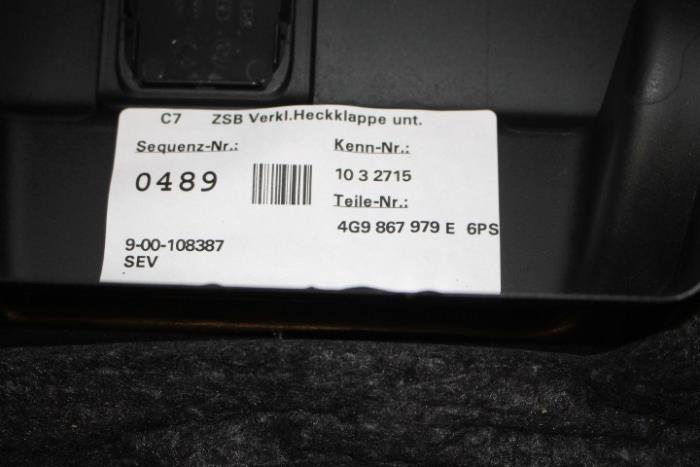 C7 ZSB Verkl.Heckklappe unt.
Sequenz-Nr.:
0489
Kenn-Nr.:
10 3 2715
Teile-Nr.:
4G9 867 979 E 6PS
9-00-108387
SEV